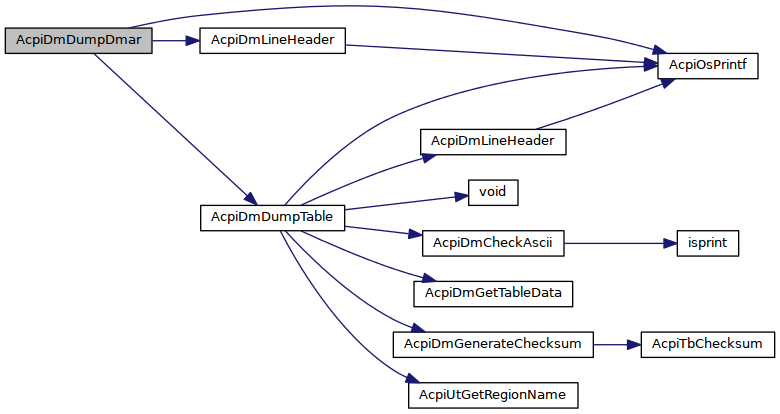 AcpiDmDumpDmar
AcpiDmLineHeader
AcpiOsPrintf
AcpiDmLineHeader
void
AcpiDmDumpTable
AcpiDmCheckAscii
isprint
AcpiDmGetTableData
AcpiDmGenerateChecksum
AcpiTbChecksum
AcpiUtGetRegionName